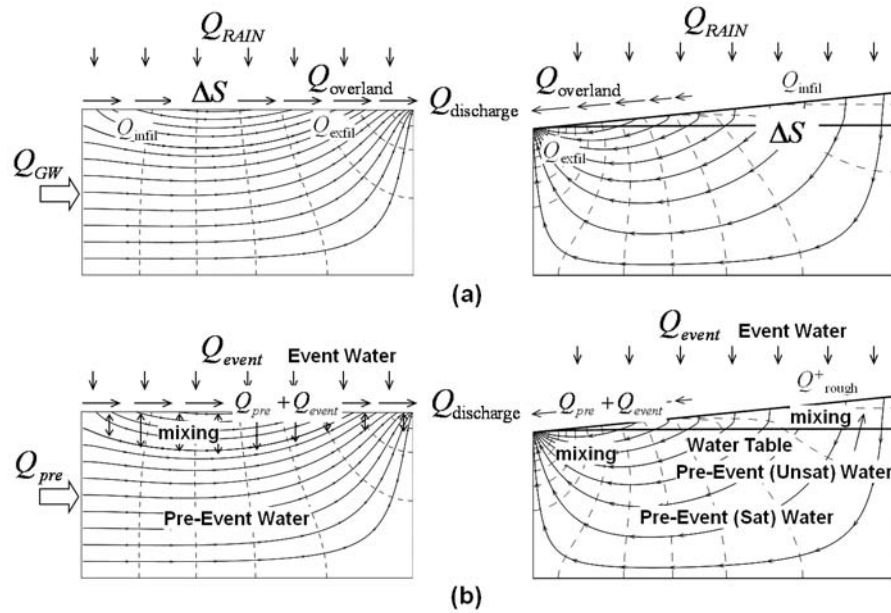 Q_RAIN
Q_overland
ΔS
Q_infil
Q_exfil
Q_GW
Q_discharge
Q_RAIN
Q_overland
Q_infil
Q_exfil
ΔS
(a)
Q_event Event Water
Q_pre + Q_event
mixing
Q_pre
Pre-Event Water
Q_discharge
Q_event Event Water
Q_pre + Q_event
Q^+_rough
mixing
mixing
Water Table
Pre-Event (Unsat) Water
Pre-Event (Sat) Water
(b)